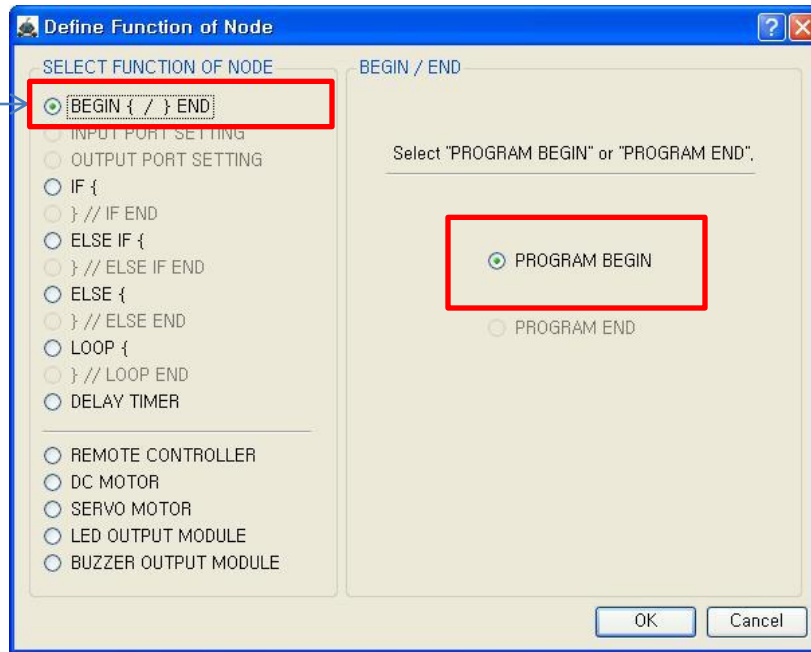 Define Function of Node
SELECT FUNCTION OF NODE
BEGIN { / } END
INPUT PORT SETTING
OUTPUT PORT SETTING
IF {
} // IF END
ELSE IF {
} // ELSE IF END
ELSE {
} // ELSE END
LOOP {
} // LOOP END
DELAY TIMER
REMOTE CONTROLLER
DC MOTOR
SERVO MOTOR
LED OUTPUT MODULE
BUZZER OUTPUT MODULE
BEGIN / END
Select "PROGRAM BEGIN" or "PROGRAM END",
PROGRAM BEGIN
PROGRAM END
OK
Cancel